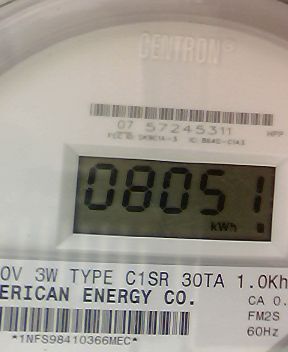 CENTRON®
07 57245311
08051
kWh
0V 3W TYPE C1SR 30TA 1.0Kh
ERICAN ENERGY CO.
CA 0.
FM2S
60Hz
*1NFS98410366MEC*